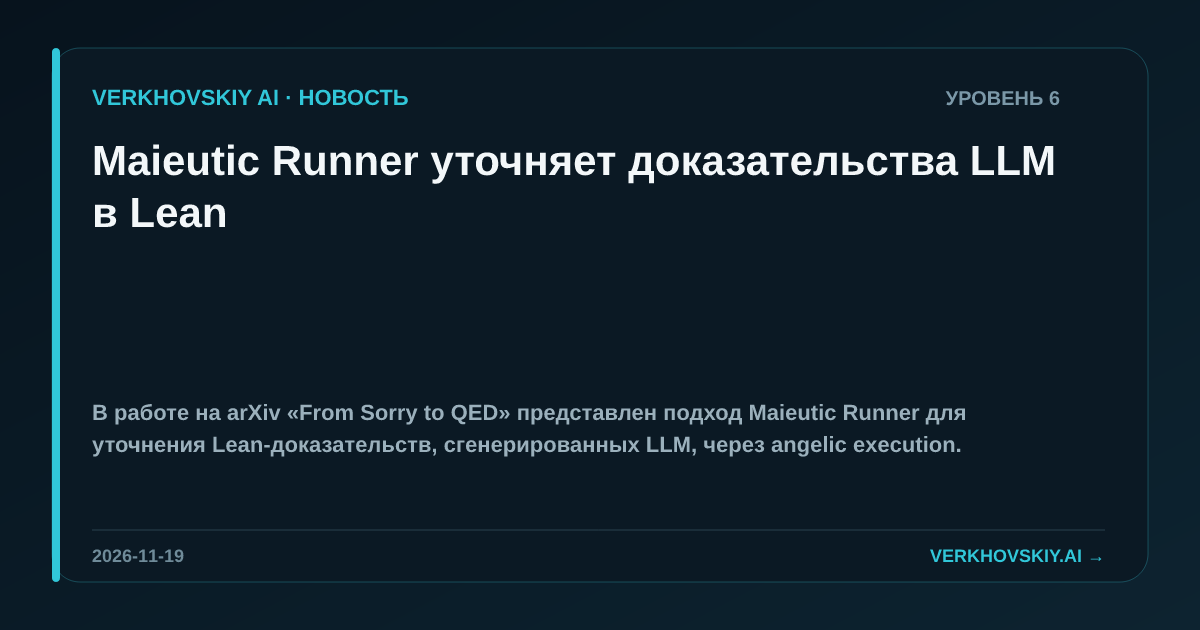 VERKHOVSKIY AI · НОВОСТЬ
УРОВЕНЬ 6
Maieutic Runner уточняет доказательства LLM
в Lean
В работе на arXiv «From Sorry to QED» представлен подход Maieutic Runner для
уточнения Lean-доказательств, сгенерированных LLM, через angelic execution.
2026-11-19
VERKHOVSKIY.AI →